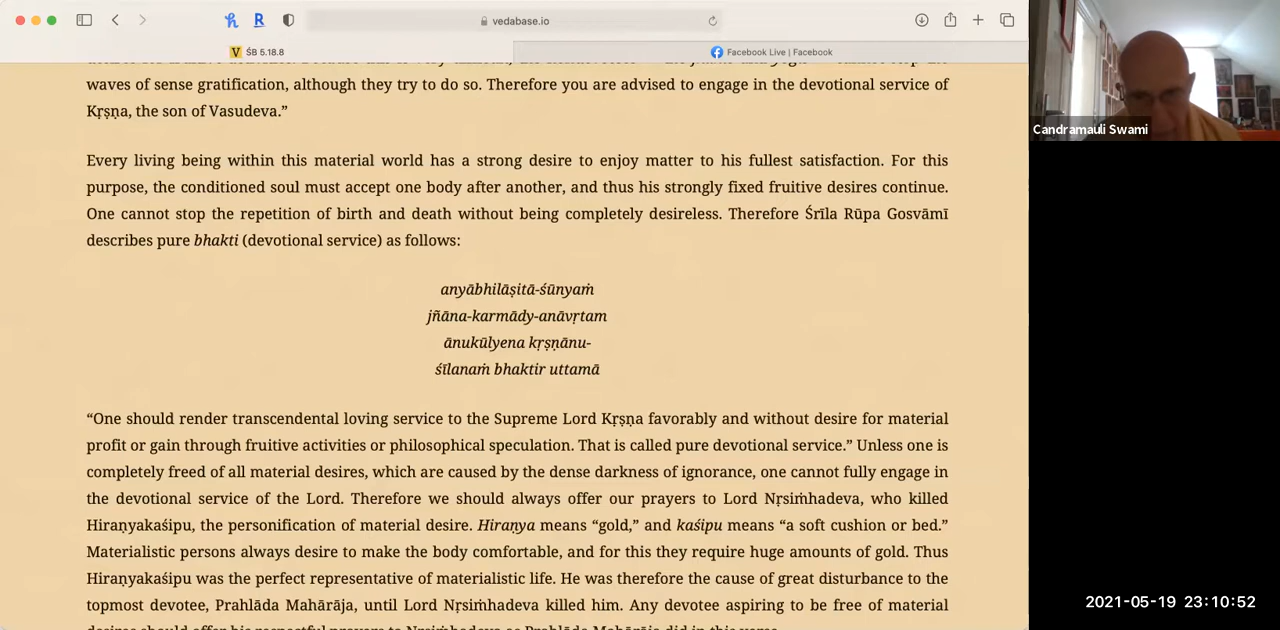 vedabase.io
ŚB 5.18.8
Facebook Live | Facebook
waves of sense gratification, although they try to do so. Therefore you are advised to engage in the devotional service of
Kṛṣṇa, the son of Vasudeva.”
Every living being within this material world has a strong desire to enjoy matter to his fullest satisfaction. For this
purpose, the conditioned soul must accept one body after another, and thus his strongly fixed fruitive desires continue.
One cannot stop the repetition of birth and death without being completely desireless. Therefore Śrīla Rūpa Gosvāmī
describes pure bhakti (devotional service) as follows:
anyābhilāṣitā-śūnyaṁ
jñāna-karmādy-anāvṛtam
ānukūlyena kṛṣṇānu-
śīlanaṁ bhaktir uttamā
“One should render transcendental loving service to the Supreme Lord Kṛṣṇa favorably and without desire for material
profit or gain through fruitive activities or philosophical speculation. That is called pure devotional service.” Unless one is
completely freed of all material desires, which are caused by the dense darkness of ignorance, one cannot fully engage in
the devotional service of the Lord. Therefore we should always offer our prayers to Lord Nṛsiṁhadeva, who killed
Hiraṇyakaśipu, the personification of material desire. Hiraṇya means “gold,” and kaśipu means “a soft cushion or bed.”
Materialistic persons always desire to make the body comfortable, and for this they require huge amounts of gold. Thus
Hiraṇyakaśipu was the perfect representative of materialistic life. He was therefore the cause of great disturbance to the
topmost devotee, Prahlāda Mahārāja, until Lord Nṛsiṁhadeva killed him. Any devotee aspiring to be free of material
Candramauli Swami
2021-05-19 23:10:52